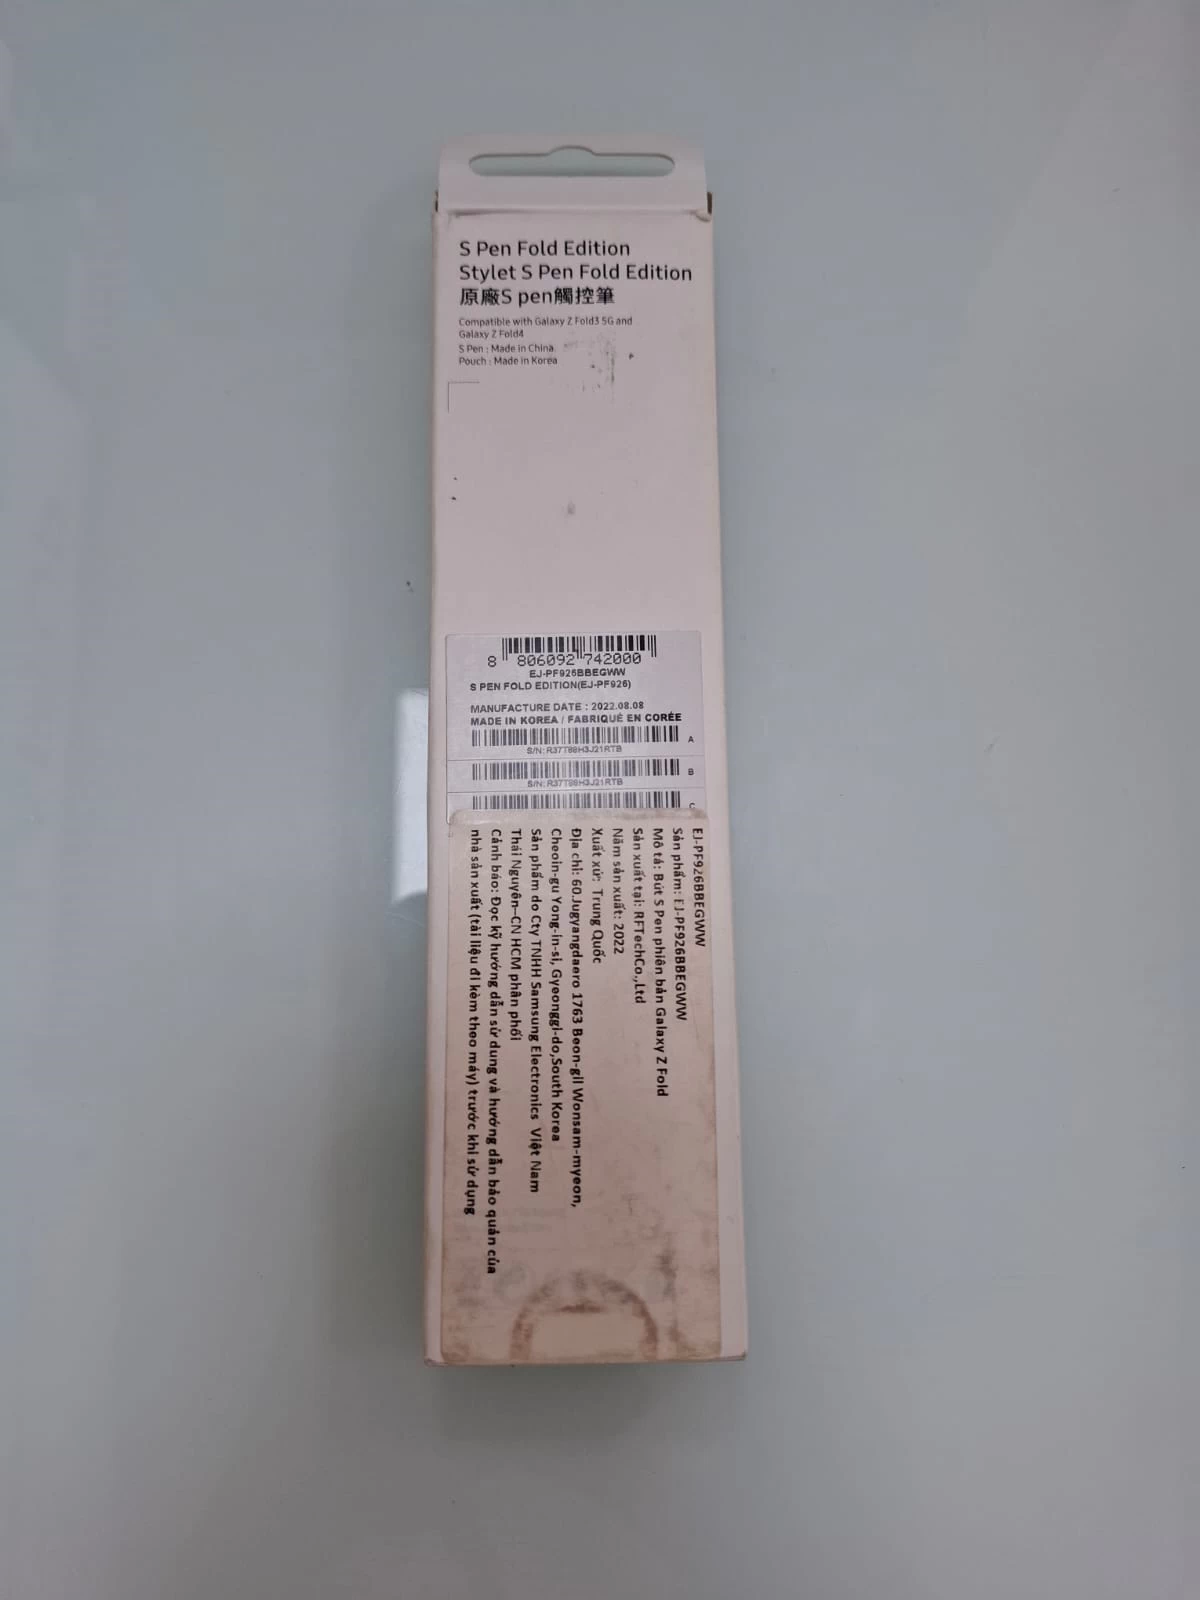 S Pen Fold Edition
Stylet S Pen Fold Edition
原廠S pen觸控筆
Compatible with Galaxy Z Fold3 5G and
Galaxy Z Fold4
S Pen : Made in China
Pouch : Made in Korea
8 806092 742000
EJ-PF926BBEGWW
S PEN FOLD EDITION(EJ-PF926)
MANUFACTURE DATE : 2022.08.08
MADE IN KOREA / FABRIQUÉ EN CORÉE
A
S/N: R37T88H3J21RTB
B
S/N: R37T88H3J21RTB
C
EJ-PF926BBEGWW
Sản phẩm: EJ-PF926BBEGWW
Mô tả: Bút S Pen phiên bản Galaxy Z Fold
Sản xuất tại: RFTechCo.,Ltd
Năm sản xuất: 2022
Xuất xứ: Trung Quốc
Địa chỉ: 60.Jugyangdaero 1763 Beon-gil Wonsam-myeon,
Cheoin-gu Yong-in-si, Gyeonggi-do,South Korea
Sản phẩm do Cty TNHH Samsung Electronics Việt Nam
Thái Nguyên–CN HCM phân phối
Cảnh báo: Đọc kỹ hướng dẫn sử dụng và hướng dẫn bảo quản của
nhà sản xuất (tài liệu đi kèm theo máy) trước khi sử dụng